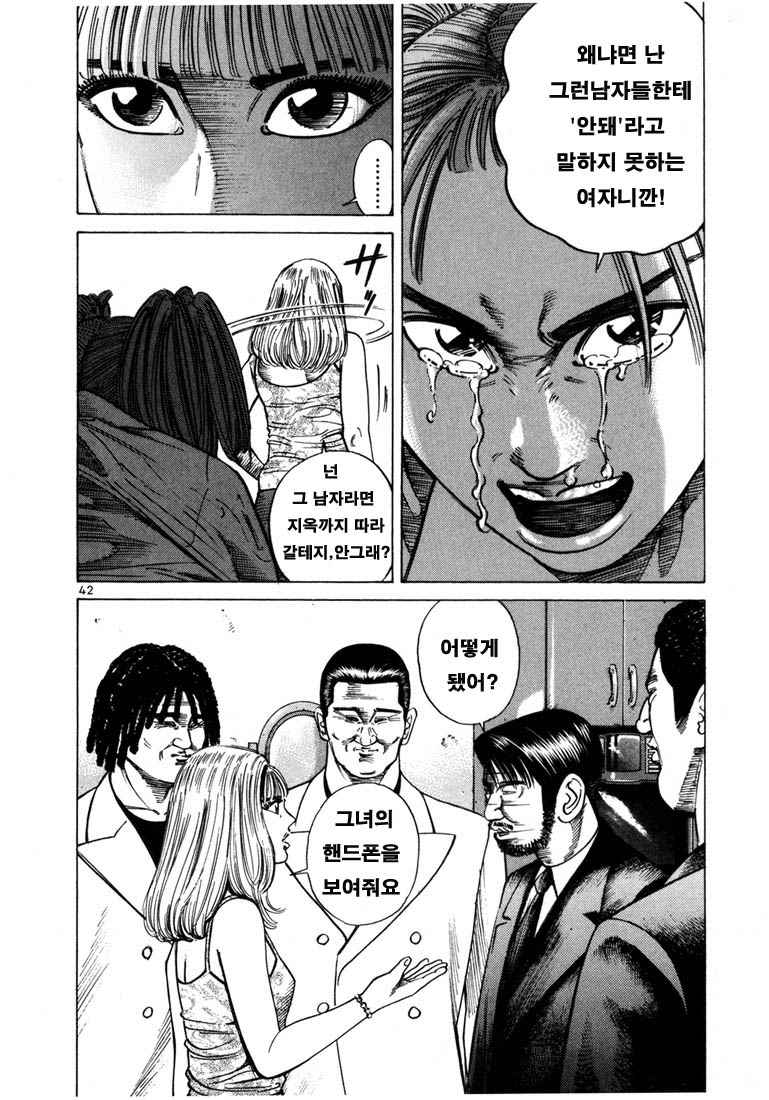 왜냐면 난
그런남자들한테
'안돼'라고
말하지 못하는
여자니깐!
………
サッ
넌
그 남자라면
지옥까지 따라
갈테지,안그래?
42
어떻게
됐어?
그녀의
핸드폰을
보여줘요